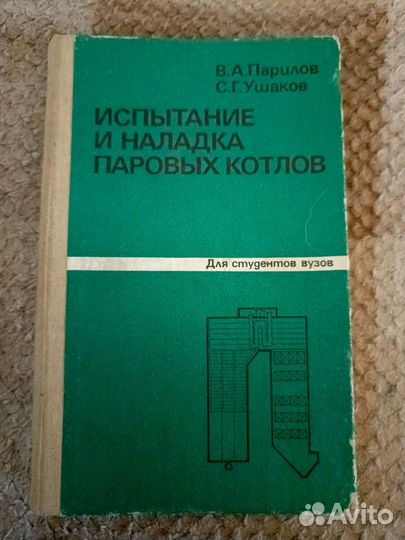 В.А.Парилов
С.Г.Ушаков
ИСПЫТАНИЕ
И НАЛАДКА
ПАРОВЫХ КОТЛОВ
Для студентов вузов
Avito